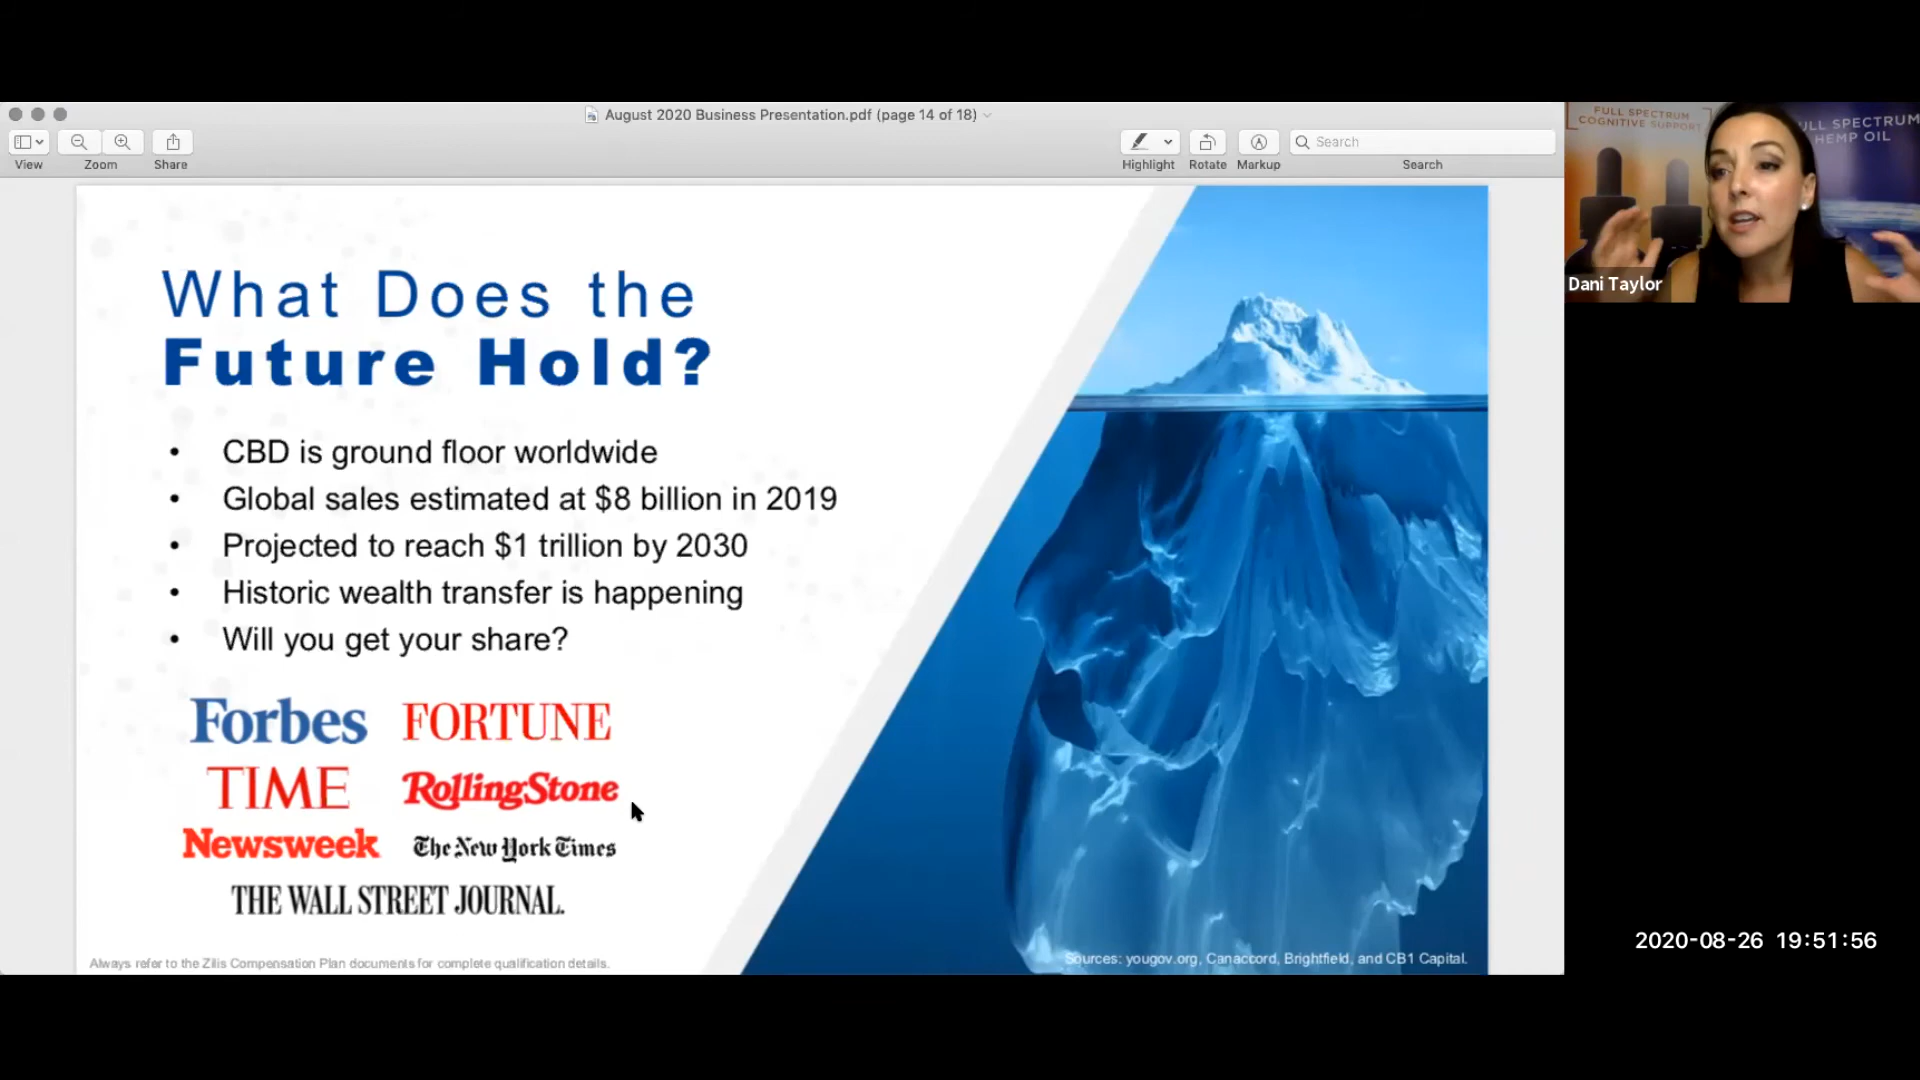 August 2020 Business Presentation.pdf (page 14 of 18)
View
Zoom
Share
Highlight
Rotate
Markup
Search
Search
What Does the
Future Hold?
• CBD is ground floor worldwide
• Global sales estimated at $8 billion in 2019
• Projected to reach $1 trillion by 2030
• Historic wealth transfer is happening
• Will you get your share?
Forbes
FORTUNE
TIME
RollingStone
Newsweek
The New York Times
THE WALL STREET JOURNAL.
Always refer to the Zilis Compensation Plan documents for complete qualification details.
Sources: yougov.org, Canaccord, Brightfield, and CB1 Capital.
FULL SPECTRUM
COGNITIVE SUPPORT
ULL SPECTRUM
HEMP OIL
Dani Taylor
2020-08-26 19:51:56